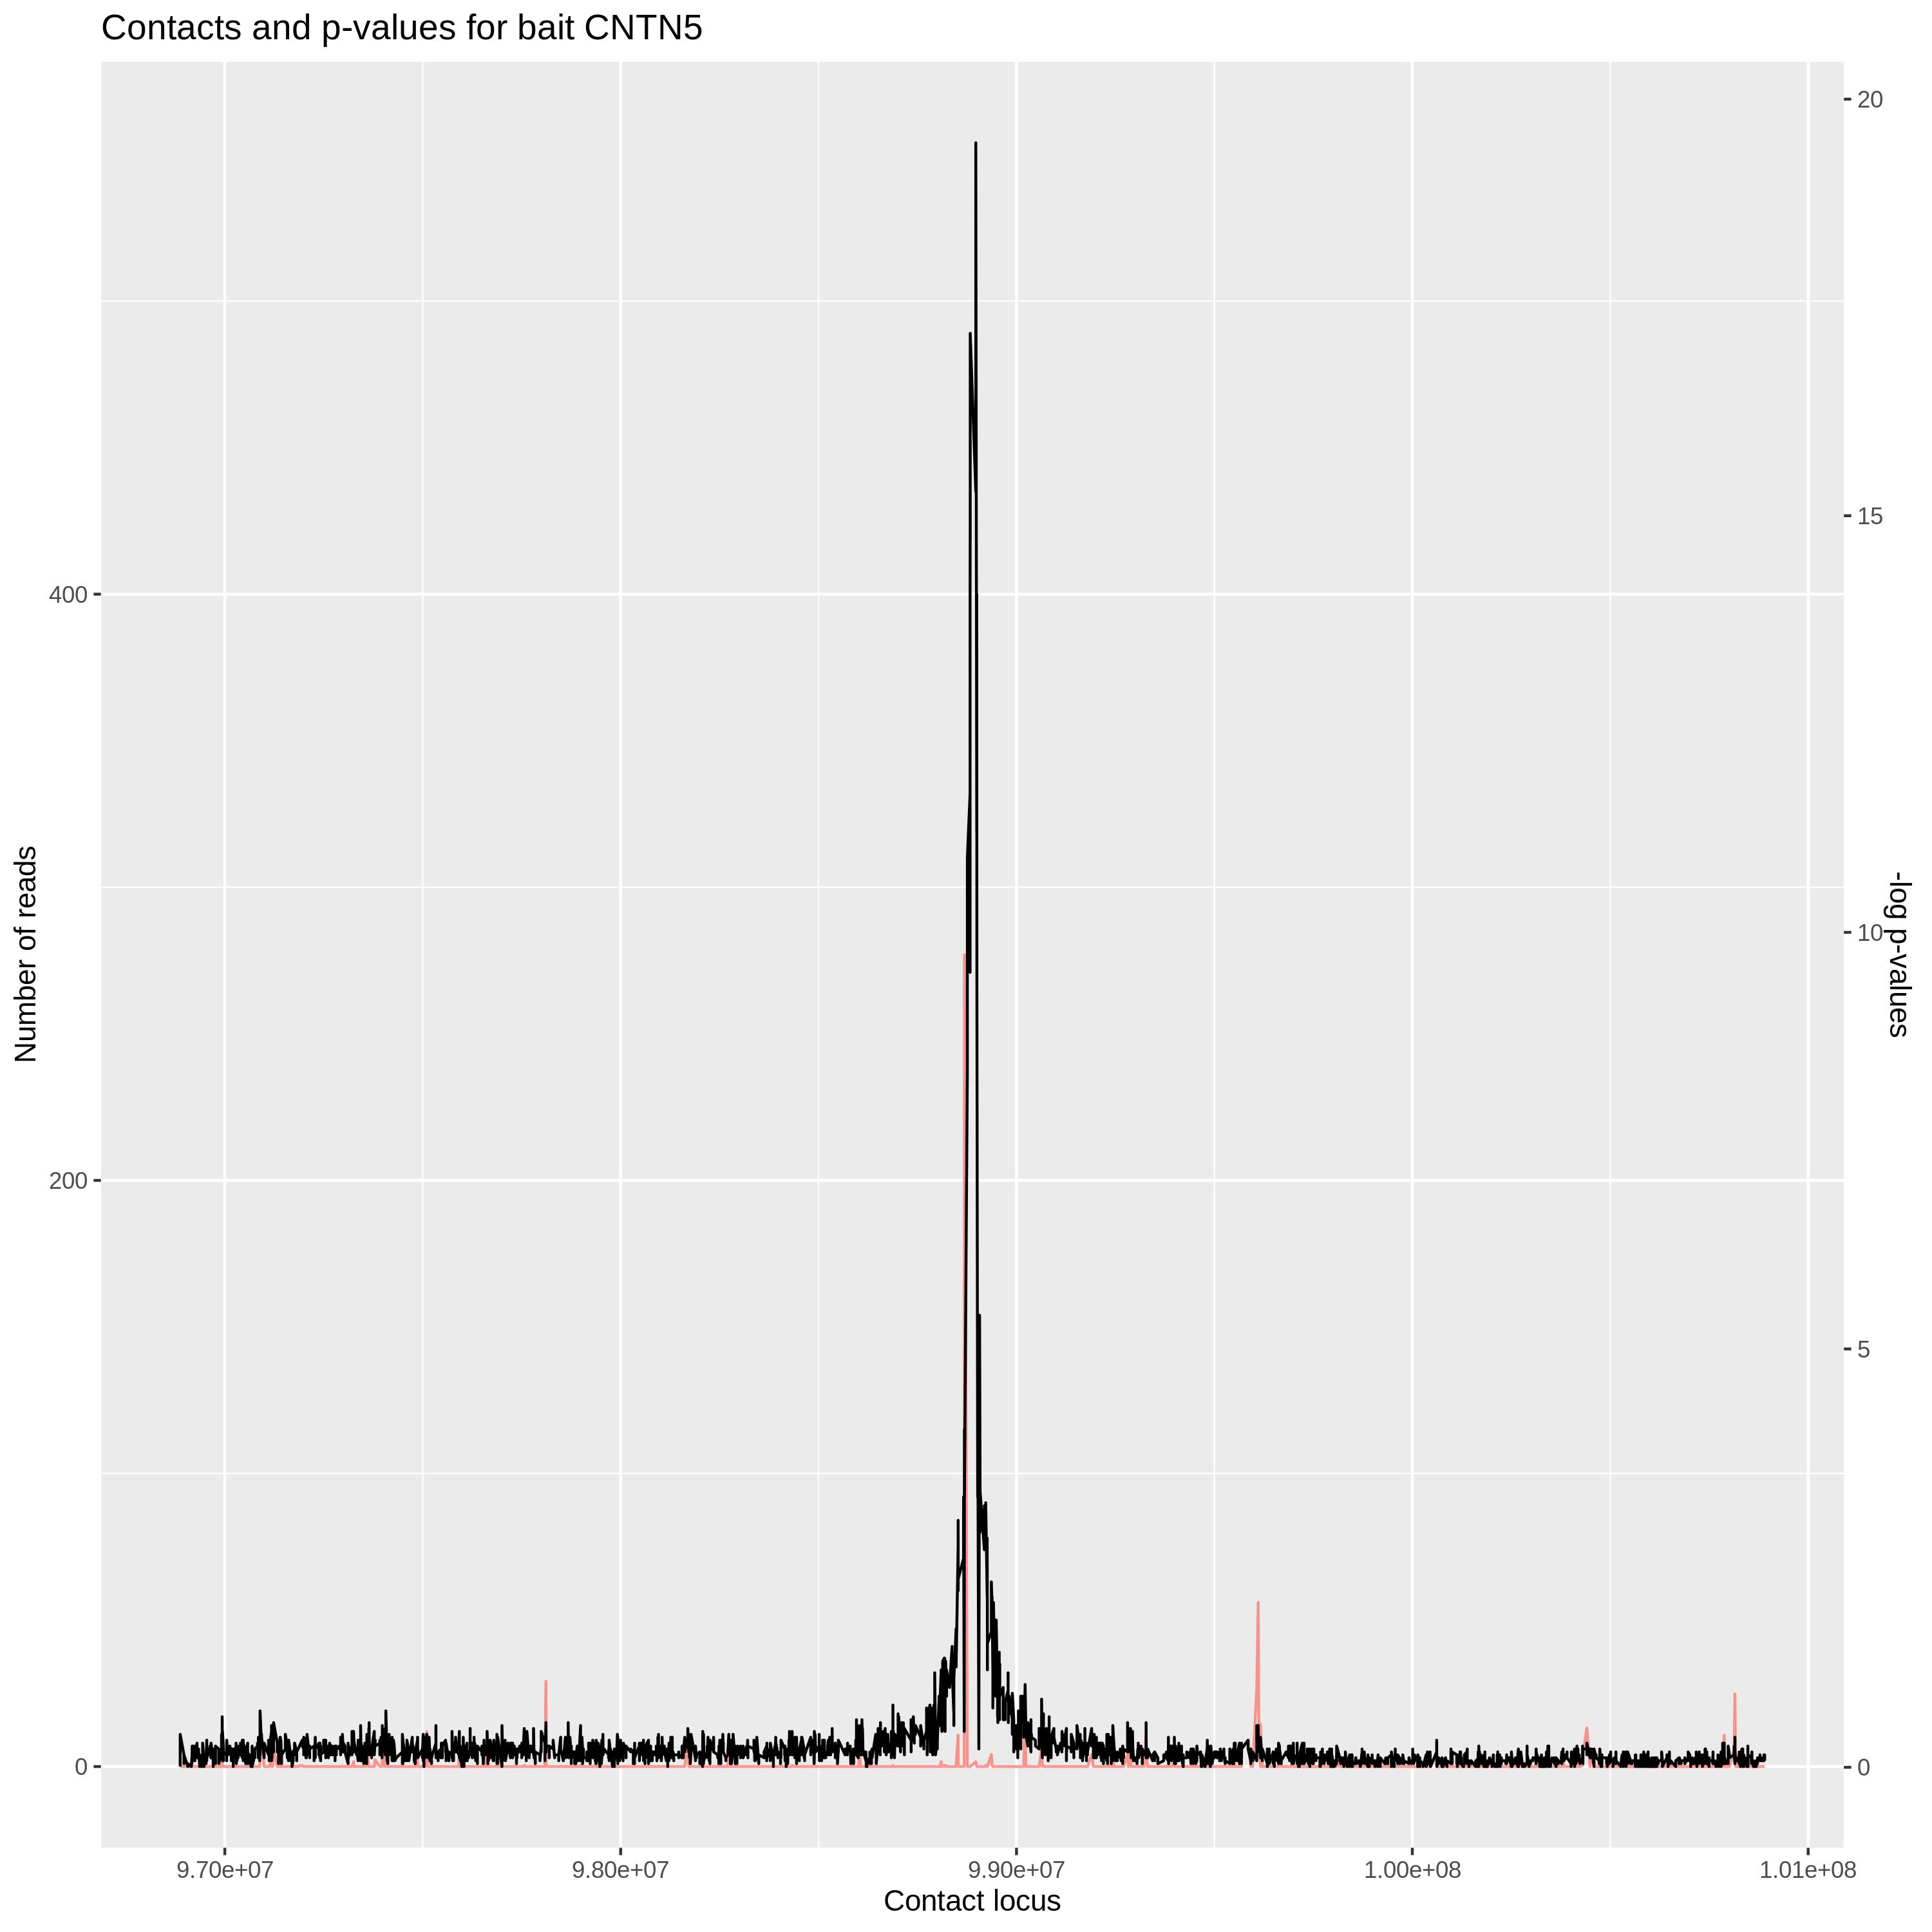 Contacts and p-values for bait CNTN5
20
15
400
10
Number of reads
-log p-values
200
5
0
0
9.70e+07 9.80e+07 9.90e+07 1.00e+08 1.01e+08
Contact locus